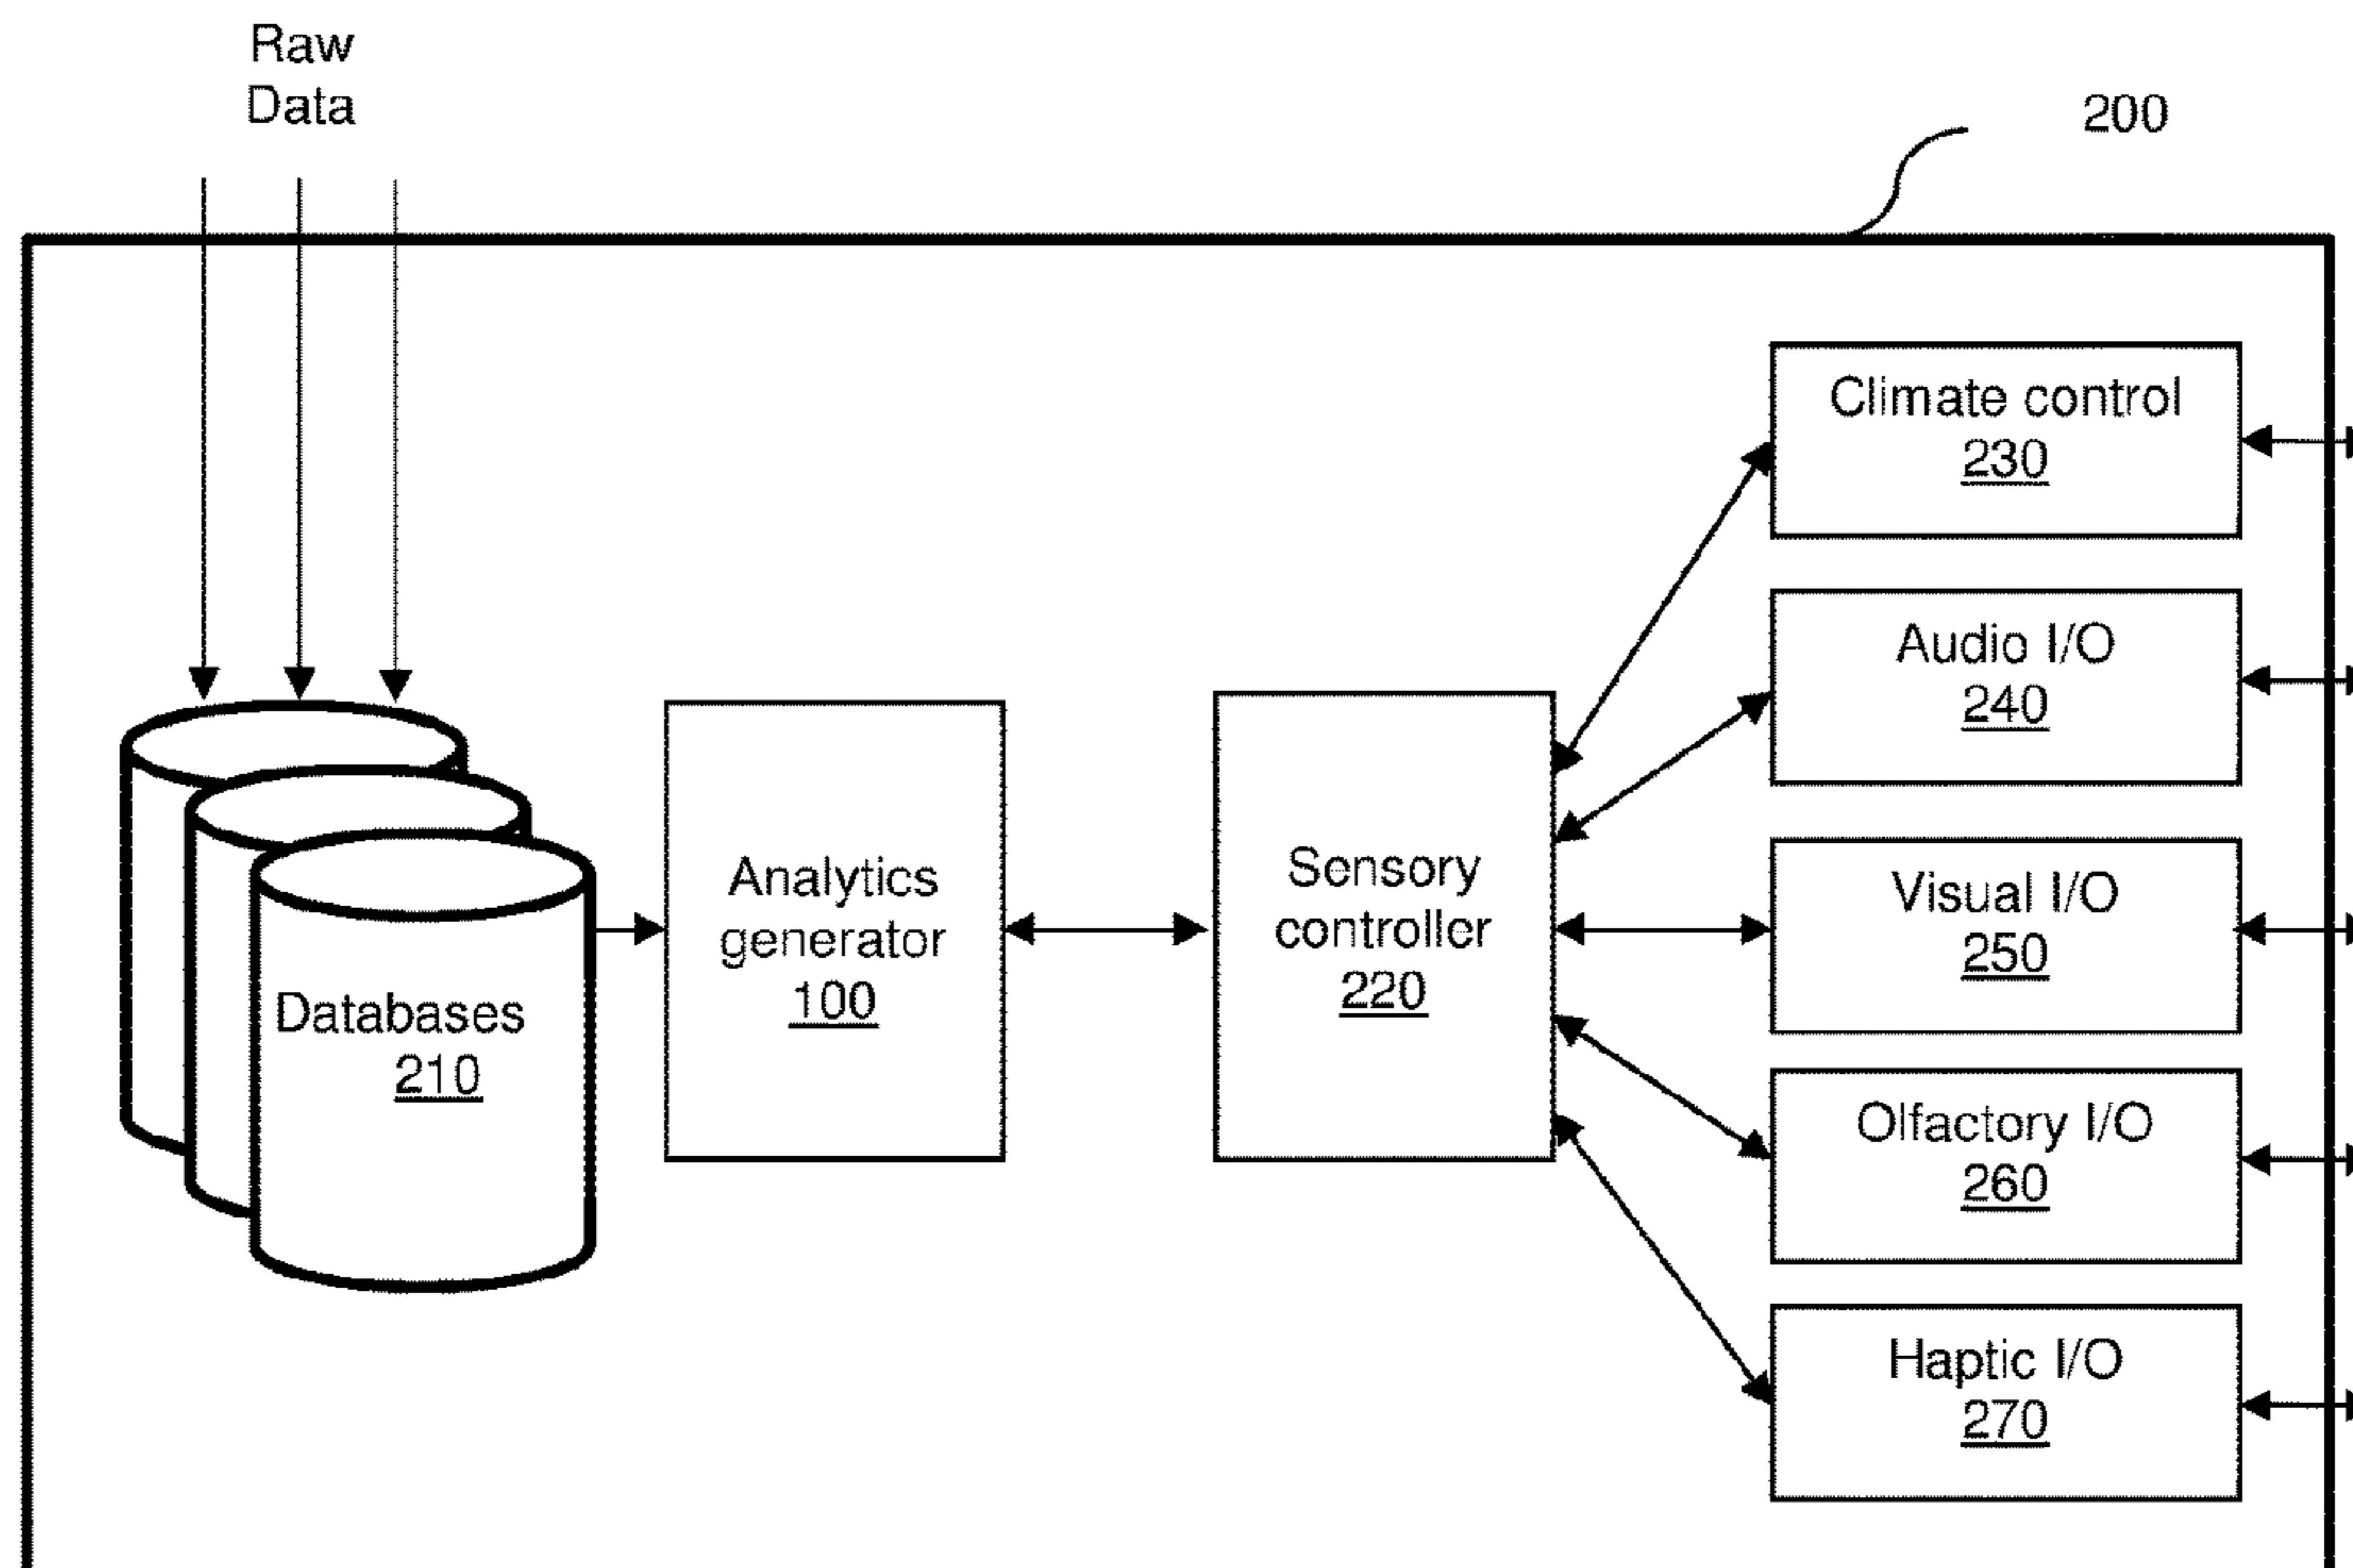 Raw
Data
200
Climate control
230
Audio I/O
240
Analytics
generator
100
Sensory
controller
220
Visual I/O
250
Databases
210
Olfactory I/O
260
Haptic I/O
270